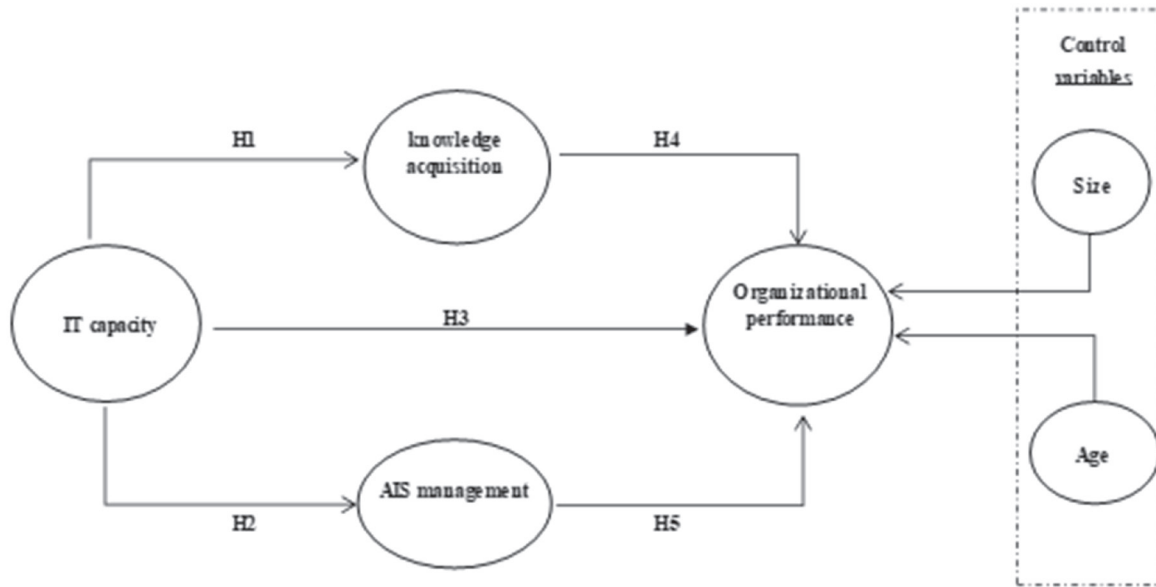 Control
variables
H1
knowledge
acquisition
H4
Size
IT capacity
H3
Organizational
performance
AIS management
H2
H5
Age